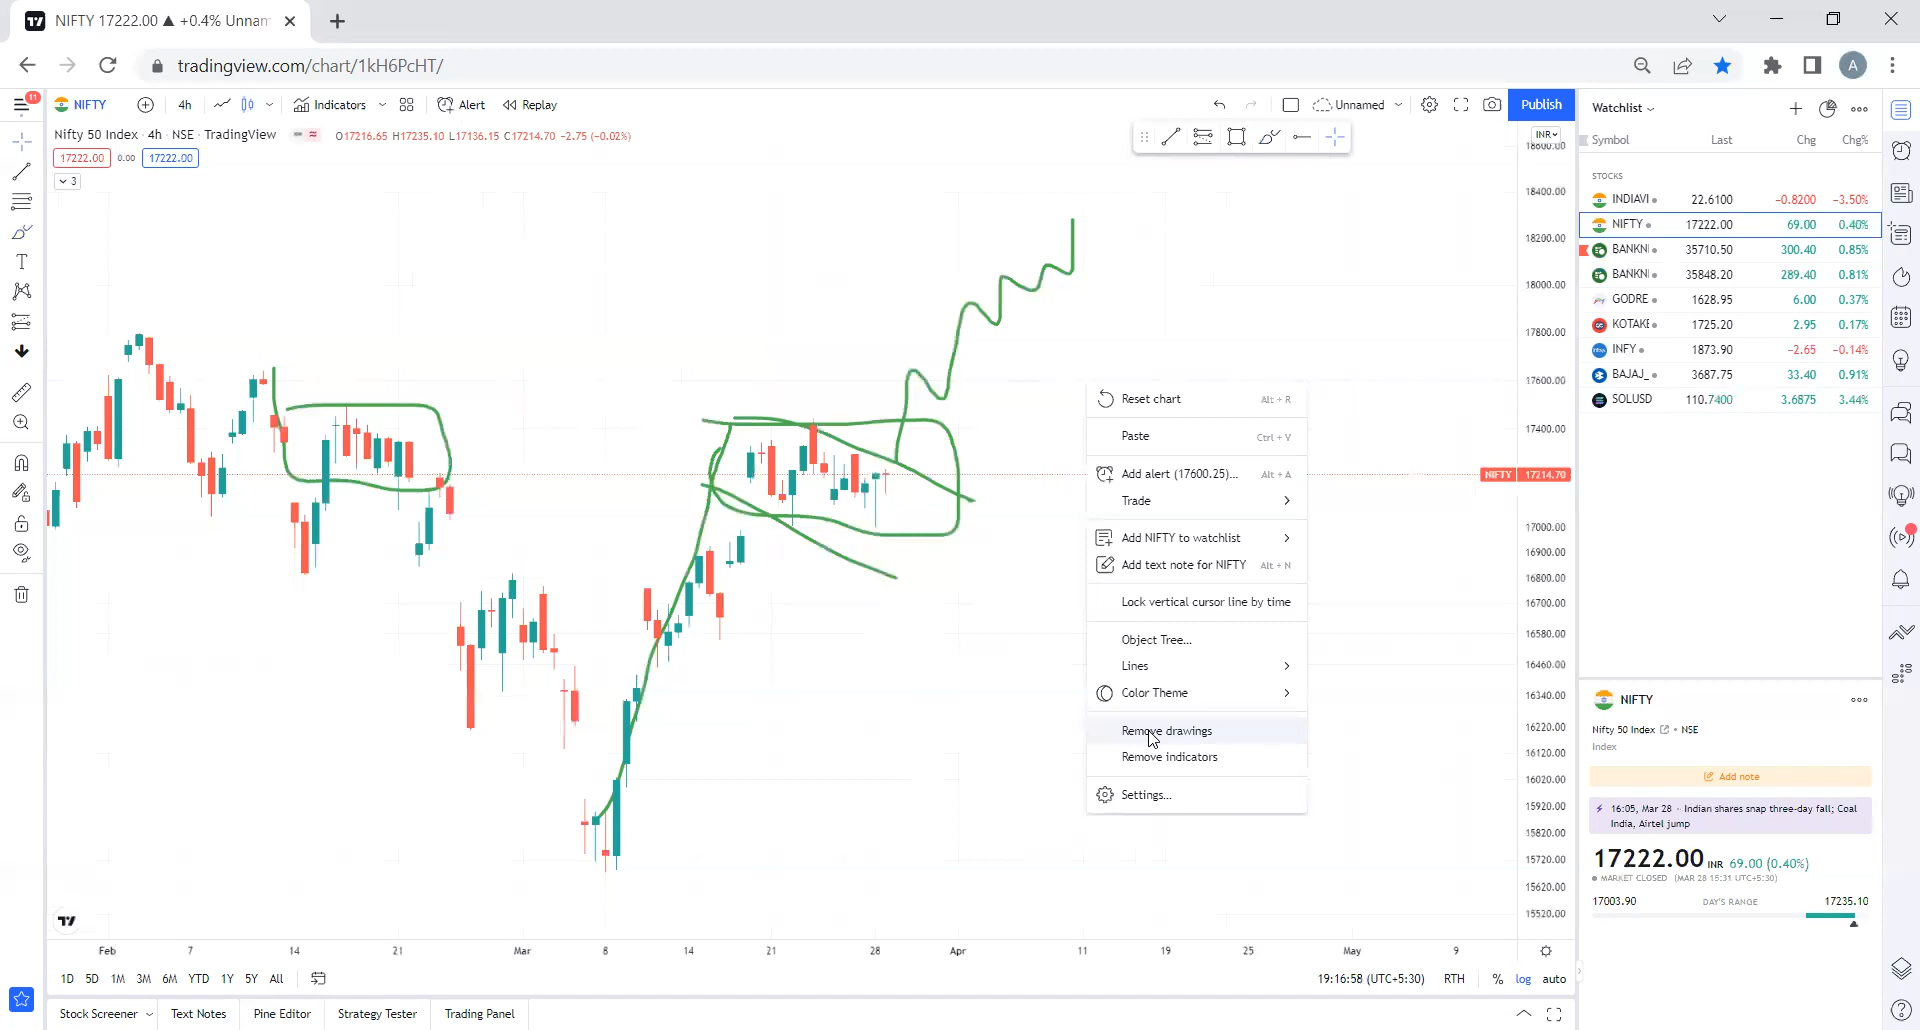 NIFTY 17222.00 ▲ +0.4% Unnam
tradingview.com/chart/1kH6PcHT/
A
11
NIFTY
4h
Indicators
Alert
Replay
Unnamed
Publish
Nifty 50 Index · 4h · NSE · TradingView
O17216.65 H17235.10 L17136.15 C17214.70 -2.75 (-0.02%)
17222.00
0.00
17222.00
3
INR
18600.00
18400.00
18200.00
18000.00
17800.00
17600.00
17400.00
NIFTY 17214.70
17000.00
16900.00
16800.00
16700.00
16580.00
16460.00
16340.00
16220.00
16120.00
16020.00
15920.00
15820.00
15720.00
15620.00
15520.00
Reset chart Alt + R
Paste Ctrl + V
Add alert (17600.25)... Alt + A
Trade
Add NIFTY to watchlist
Add text note for NIFTY Alt + N
Lock vertical cursor line by time
Object Tree...
Lines
Color Theme
Remove drawings
Remove indicators
Settings...
Feb 7 14 21 Mar 8 14 21 28 Apr 11 19 25 May 9
1D 5D 1M 3M 6M YTD 1Y 5Y All
19:16:58 (UTC+5:30) RTH % log auto
Stock Screener Text Notes Pine Editor Strategy Tester Trading Panel
Watchlist
Symbol Last Chg Chg%
STOCKS
INDIAVI 22.6100 −0.8200 −3.50%
NIFTY 17222.00 69.00 0.40%
BANKNI 35710.50 300.40 0.85%
BANKNI 35848.20 289.40 0.81%
GODRE 1628.95 6.00 0.37%
KOTAKE 1725.20 2.95 0.17%
INFY 1873.90 −2.65 −0.14%
BAJAJ_ 3687.75 33.40 0.91%
SOLUSD 110.7400 3.6875 3.44%
NIFTY
Nifty 50 Index • NSE
Index
Add note
16:05, Mar 28 · Indian shares snap three-day fall; Coal
India, Airtel jump
17222.00 INR 69.00 (0.40%)
MARKET CLOSED (MAR 28 15:31 UTC+5:30)
17003.90 DAY'S RANGE 17235.10